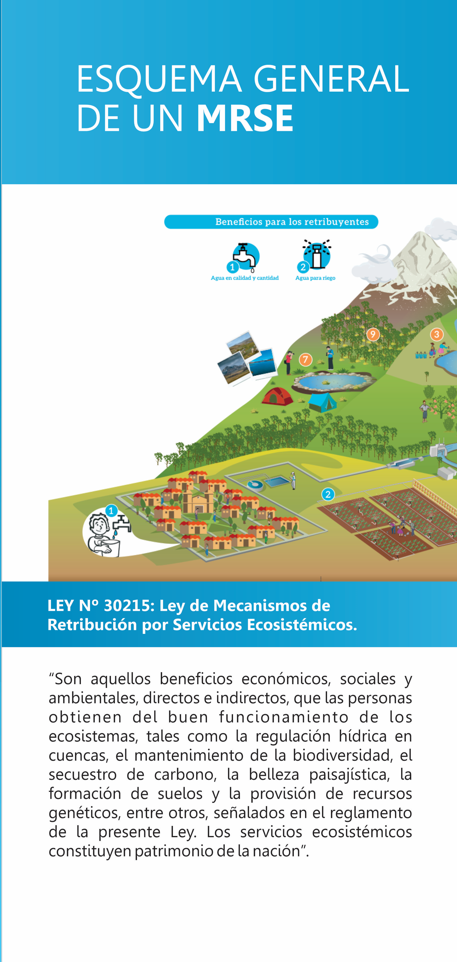 ESQUEMA GENERAL
DE UN MRSE
Beneficios para los retribuyentes
1
2
Agua en calidad y cantidad
Agua para riego
9
3
7
2
1
LEY Nº 30215: Ley de Mecanismos de
Retribución por Servicios Ecosistémicos.
“Son aquellos beneficios económicos, sociales y
ambientales, directos e indirectos, que las personas
obtienen del buen funcionamiento de los
ecosistemas, tales como la regulación hídrica en
cuencas, el mantenimiento de la biodiversidad, el
secuestro de carbono, la belleza paisajística, la
formación de suelos y la provisión de recursos
genéticos, entre otros, señalados en el reglamento
de la presente Ley. Los servicios ecosistémicos
constituyen patrimonio de la nación”.